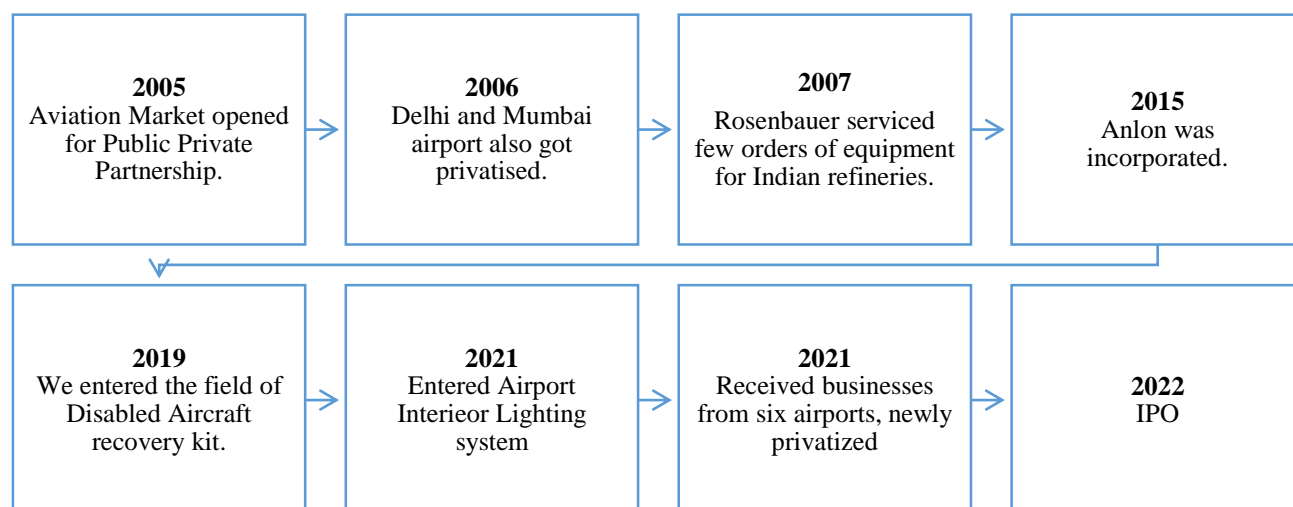 2005
Aviation Market opened
for Public Private
Partnership.
2006
Delhi and Mumbai
airport also got
privatised.
2007
Rosenbauer serviced
few orders of equipment
for Indian refineries.
2015
Anlon was
incorporated.
2019
We entered the field of
Disabled Aircraft
recovery kit.
2021
Entered Airport
Interieor Lighting
system
2021
Received businesses
from six airports, newly
privatized
2022
IPO